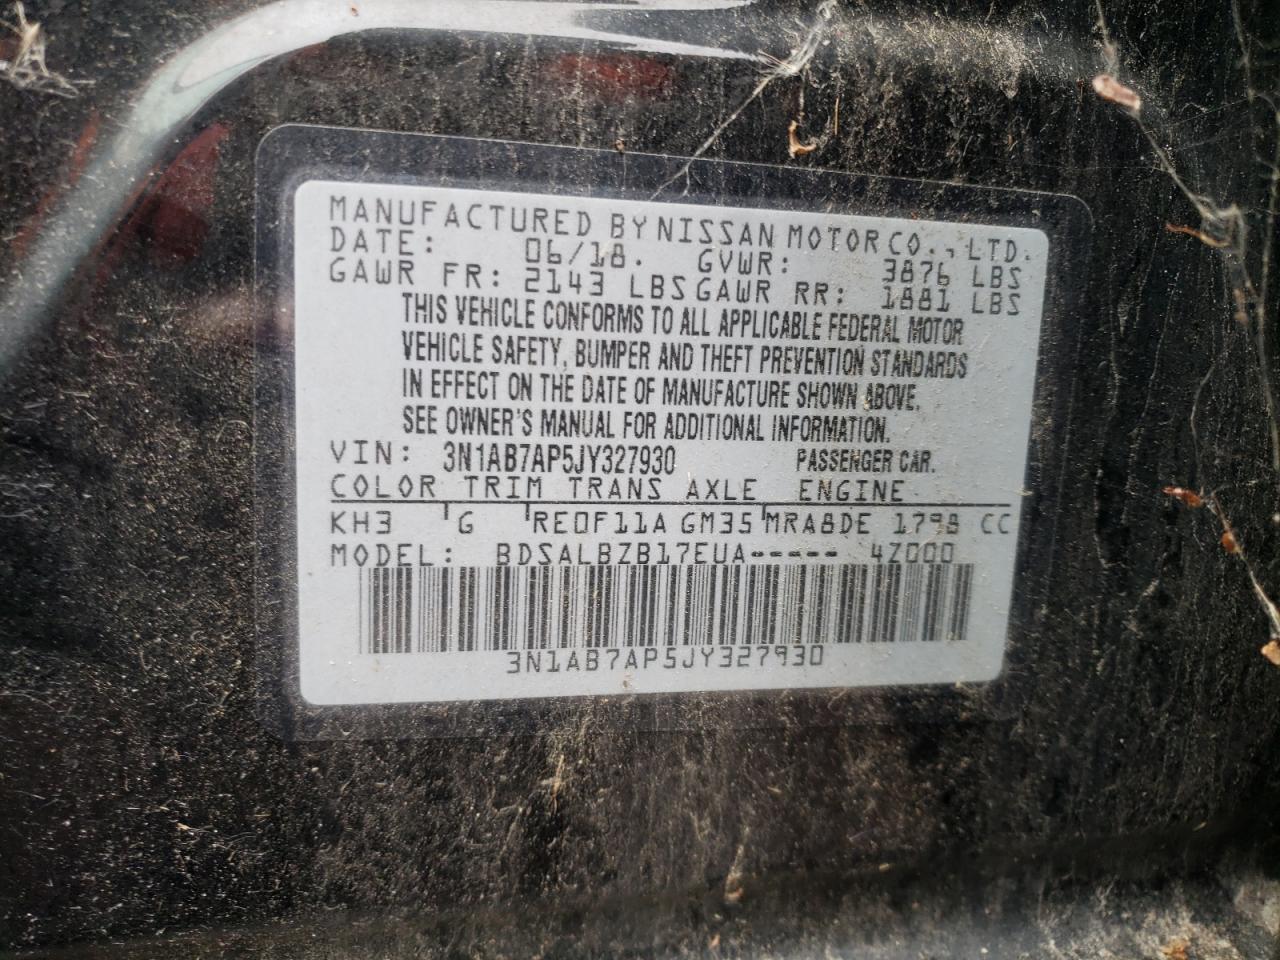 MANUFACTURED BY NISSAN MOTOR CO., LTD.
DATE: 06/18. GVWR: 3876 LBS
GAWR FR: 2143 LBS GAWR RR: 1881 LBS
THIS VEHICLE CONFORMS TO ALL APPLICABLE FEDERAL MOTOR
VEHICLE SAFETY, BUMPER AND THEFT PREVENTION STANDARDS
IN EFFECT ON THE DATE OF MANUFACTURE SHOWN ABOVE.
SEE OWNER'S MANUAL FOR ADDITIONAL INFORMATION.
VIN: 3N1AB7AP5JY327930 PASSENGER CAR.
COLOR TRIM TRANS AXLE ENGINE
KH3 G RE0F11A GM35 MRA8DE 1798 CC
MODEL: BDSALBZB17EUA----- 4Z000
3N1AB7AP5JY327930